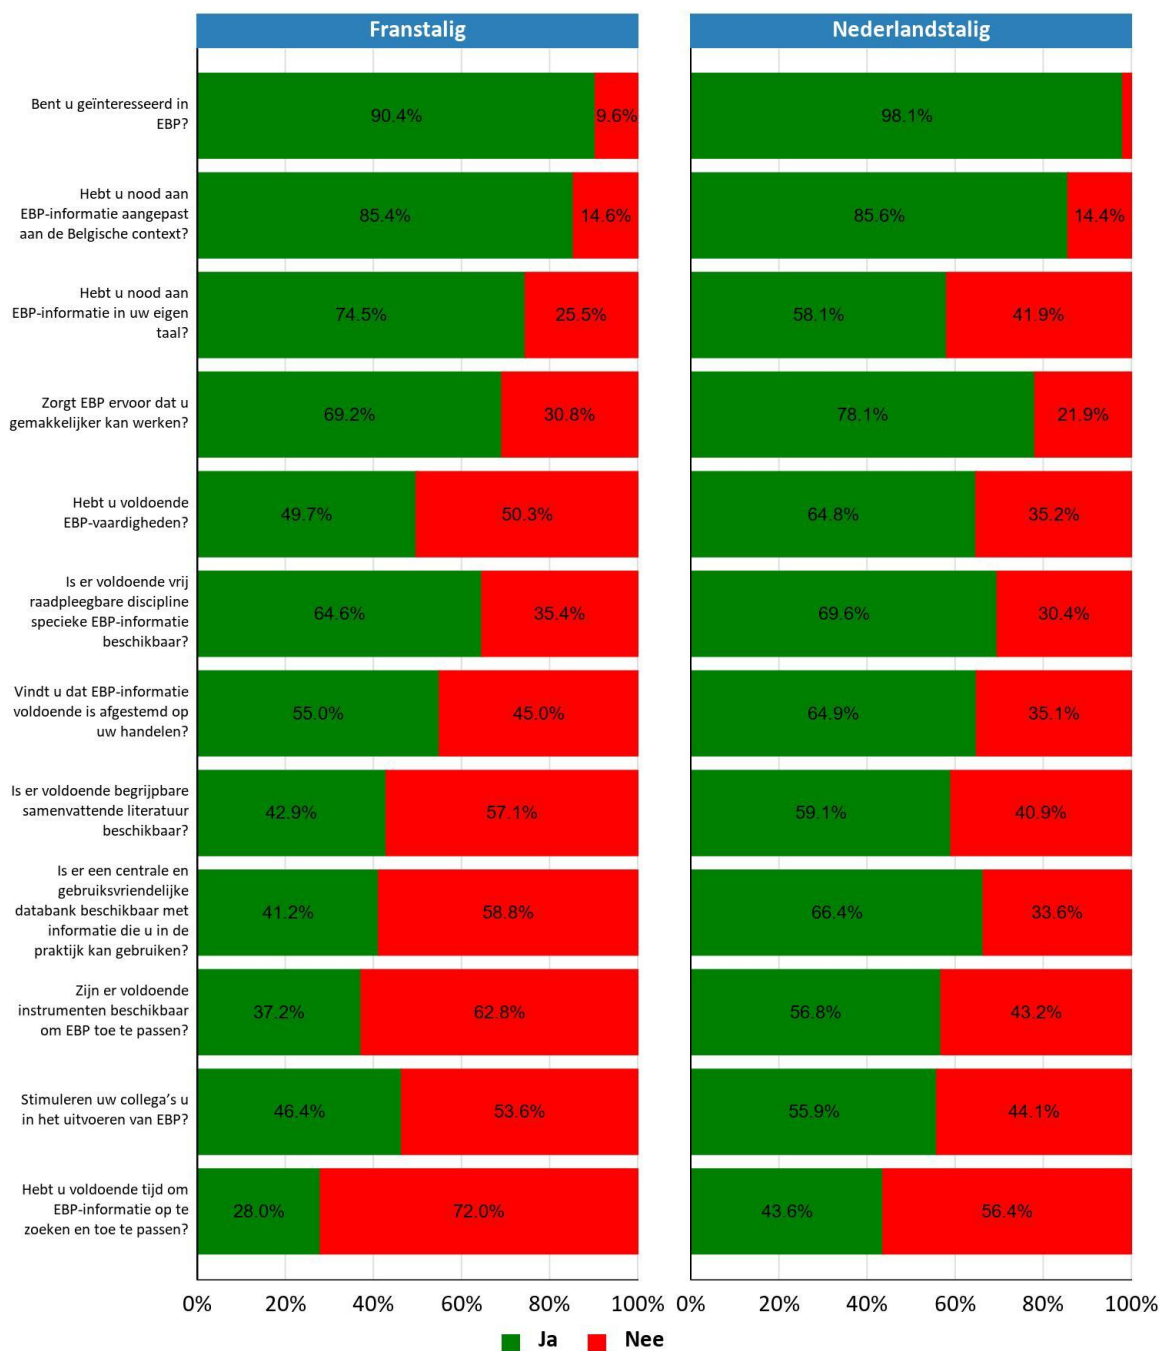 Franstalig
Nederlandstalig
Bent u geïnteresseerd in
EBP?
90.4%
9.6%
98.1%
Hebt u nood aan
EBP-informatie aangepast
aan de Belgische context?
85.4%
14.6%
85.6%
14.4%
Hebt u nood aan
EBP-informatie in uw eigen
taal?
74.5%
25.5%
58.1%
41.9%
Zorgt EBP ervoor dat u
gemakkelijker kan werken?
69.2%
30.8%
78.1%
21.9%
Hebt u voldoende
EBP-vaardigheden?
49.7%
50.3%
64.8%
35.2%
Is er voldoende vrij
raadpleegbare discipline
specieke EBP-informatie
beschikbaar?
64.6%
35.4%
69.6%
30.4%
Vindt u dat EBP-informatie
voldoende is afgestemd op
uw handelen?
55.0%
45.0%
64.9%
35.1%
Is er voldoende begrijpbare
samenvattende literatuur
beschikbaar?
42.9%
57.1%
59.1%
40.9%
Is er een centrale en
gebruiksvriendelijke
databank beschikbaar met
informatie die u in de
praktijk kan gebruiken?
41.2%
58.8%
66.4%
33.6%
Zijn er voldoende
instrumenten beschikbaar
om EBP toe te passen?
37.2%
62.8%
56.8%
43.2%
Stimuleren uw collega’s u
in het uitvoeren van EBP?
46.4%
53.6%
55.9%
44.1%
Hebt u voldoende tijd om
EBP-informatie op te
zoeken en toe te passen?
28.0%
72.0%
43.6%
56.4%
0% 20% 40% 60% 80% 100%
0% 20% 40% 60% 80% 100%
Ja Nee